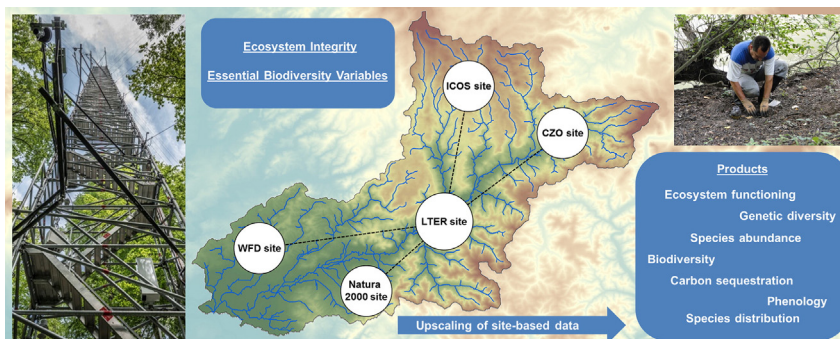 Ecosystem Integrity
Essential Biodiversity Variables
ICOS site
CZO site
LTER site
WFD site
Natura
2000 site
Upscaling of site-based data
Products
Ecosystem functioning
Genetic diversity
Species abundance
Biodiversity
Carbon sequestration
Phenology
Species distribution